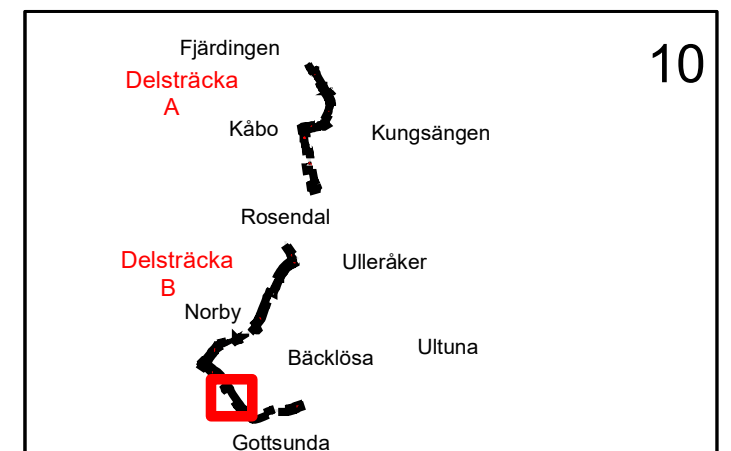 Fjärdingen
10
Delsträcka
A
Kåbo
Kungsängen
Rosendal
Delsträcka
B
Ulleråker
Norby
Ultuna
Bäcklösa
Gottsunda